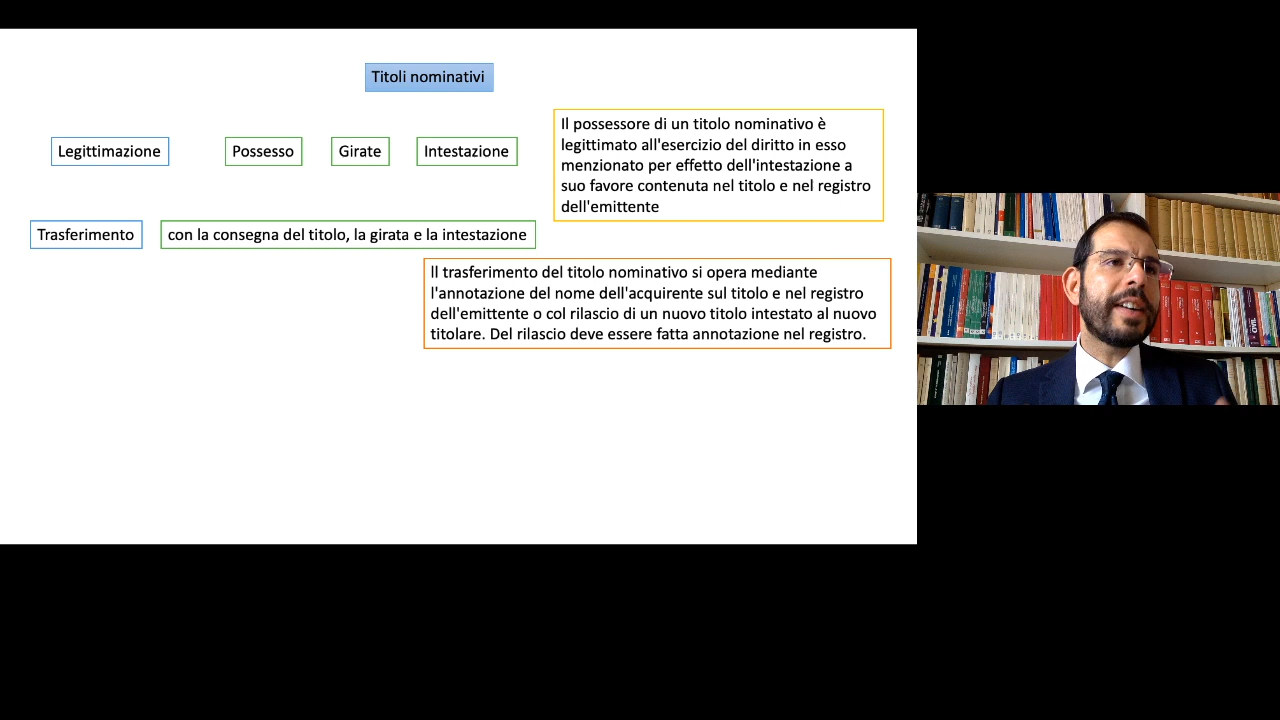 Titoli nominativi
Legittimazione
Possesso
Girate
Intestazione
Il possessore di un titolo nominativo è
legittimato all'esercizio del diritto in esso
menzionato per effetto dell'intestazione a
suo favore contenuta nel titolo e nel registro
dell'emittente
Trasferimento
con la consegna del titolo, la girata e la intestazione
Il trasferimento del titolo nominativo si opera mediante
l'annotazione del nome dell'acquirente sul titolo e nel registro
dell'emittente o col rilascio di un nuovo titolo intestato al nuovo
titolare. Del rilascio deve essere fatta annotazione nel registro.